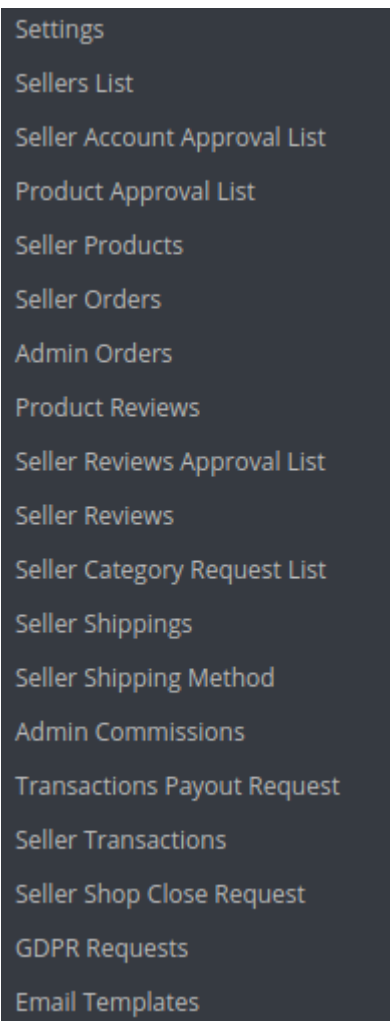 Settings
Sellers List
Seller Account Approval List
Product Approval List
Seller Products
Seller Orders
Admin Orders
Product Reviews
Seller Reviews Approval List
Seller Reviews
Seller Category Request List
Seller Shippings
Seller Shipping Method
Admin Commissions
Transactions Payout Request
Seller Transactions
Seller Shop Close Request
GDPR Requests
Email Templates